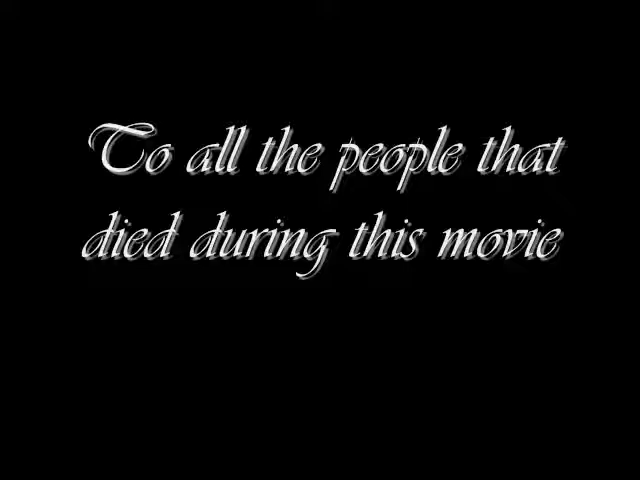 To all the people that
died during this movie